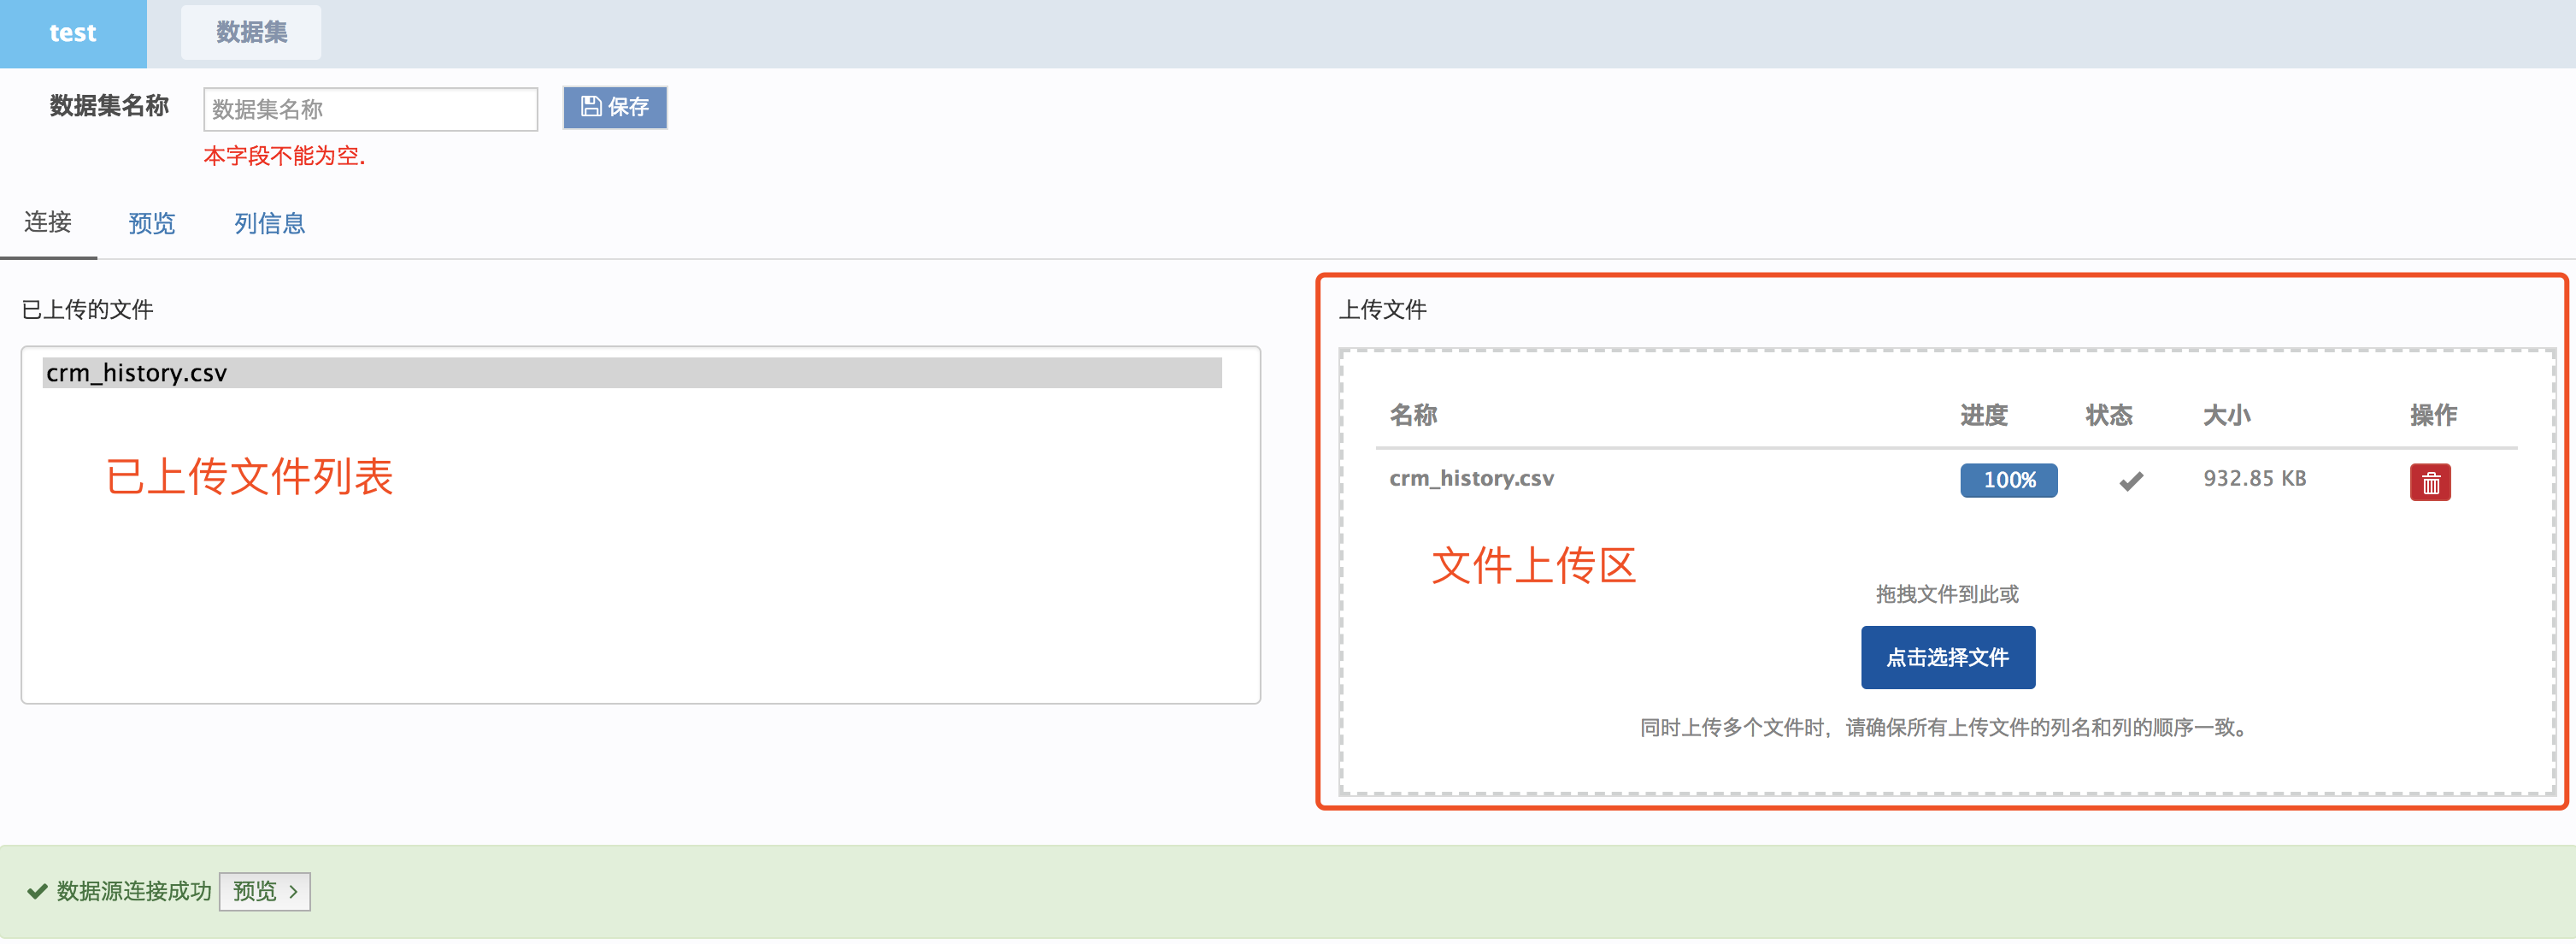 test
数据集
数据集名称
数据集名称
保存
本字段不能为空.
连接
预览
列信息
已上传的文件
crm_history.csv
已上传文件列表
上传文件
名称 进度 状态 大小 操作
crm_history.csv 100% 932.85 KB
文件上传区
拖拽文件到此或
点击选择文件
同时上传多个文件时，请确保所有上传文件的列名和列的顺序一致。
数据源连接成功 预览